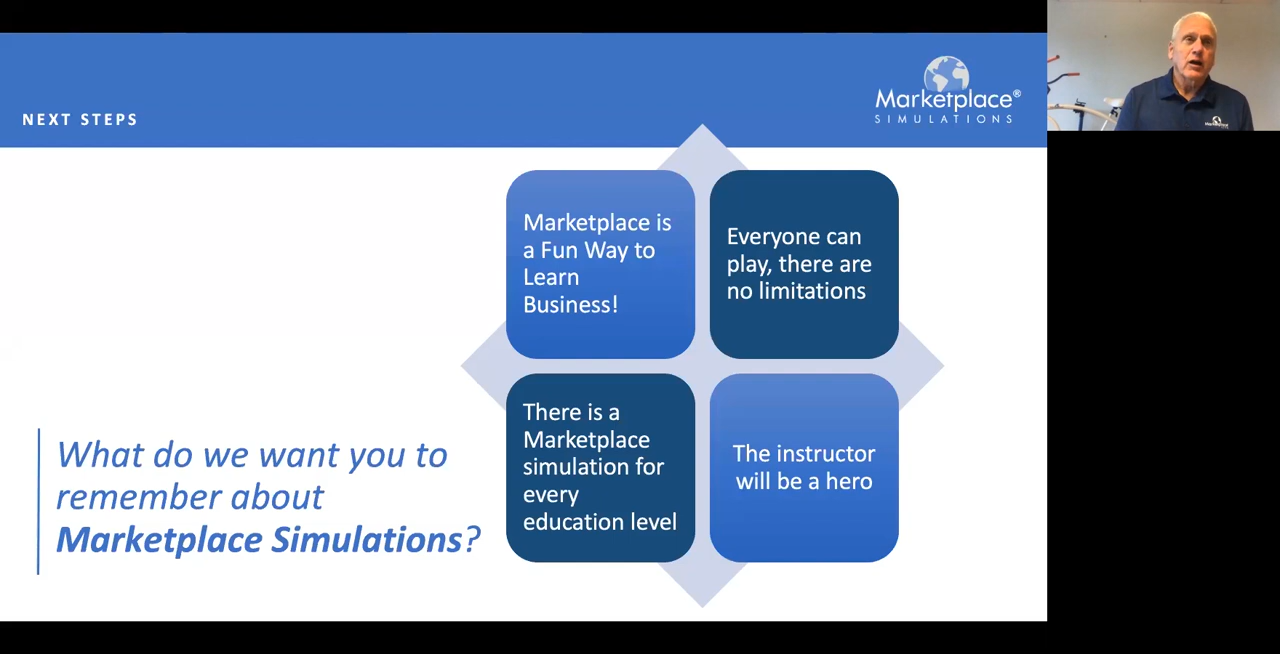 NEXT STEPS
Marketplace®
SIMULATIONS
Marketplace is
a Fun Way to
Learn
Business!
Everyone can
play, there are
no limitations
There is a
Marketplace
simulation for
every
education level
The instructor
will be a hero
What do we want you to
remember about
Marketplace Simulations?
Marketplace